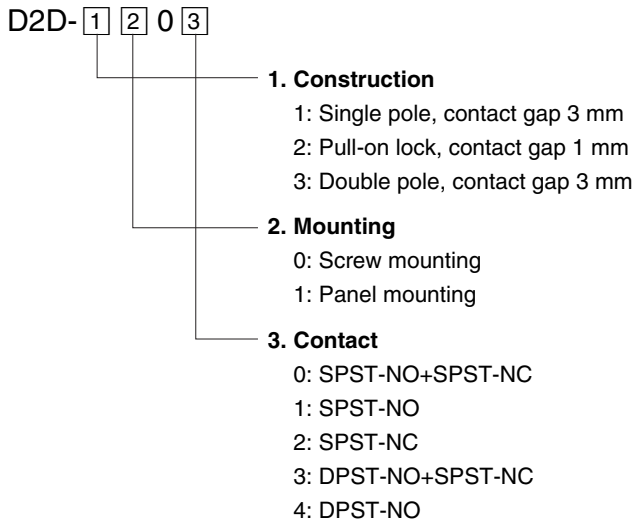 D2D- 1 2 0 3
1. Construction
1: Single pole, contact gap 3 mm
2: Pull-on lock, contact gap 1 mm
3: Double pole, contact gap 3 mm
2. Mounting
0: Screw mounting
1: Panel mounting
3. Contact
0: SPST-NO+SPST-NC
1: SPST-NO
2: SPST-NC
3: DPST-NO+SPST-NC
4: DPST-NO